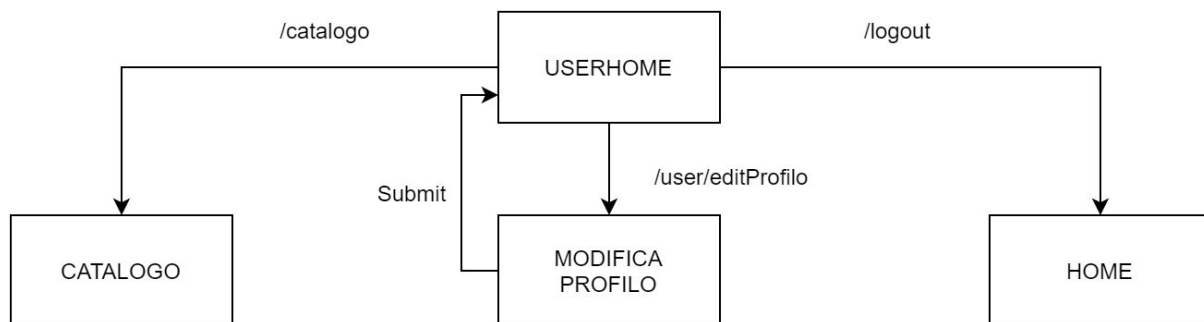 /catalogo
/logout
USERHOME
/user/editProfilo
Submit
CATALOGO
MODIFICA
PROFILO
HOME